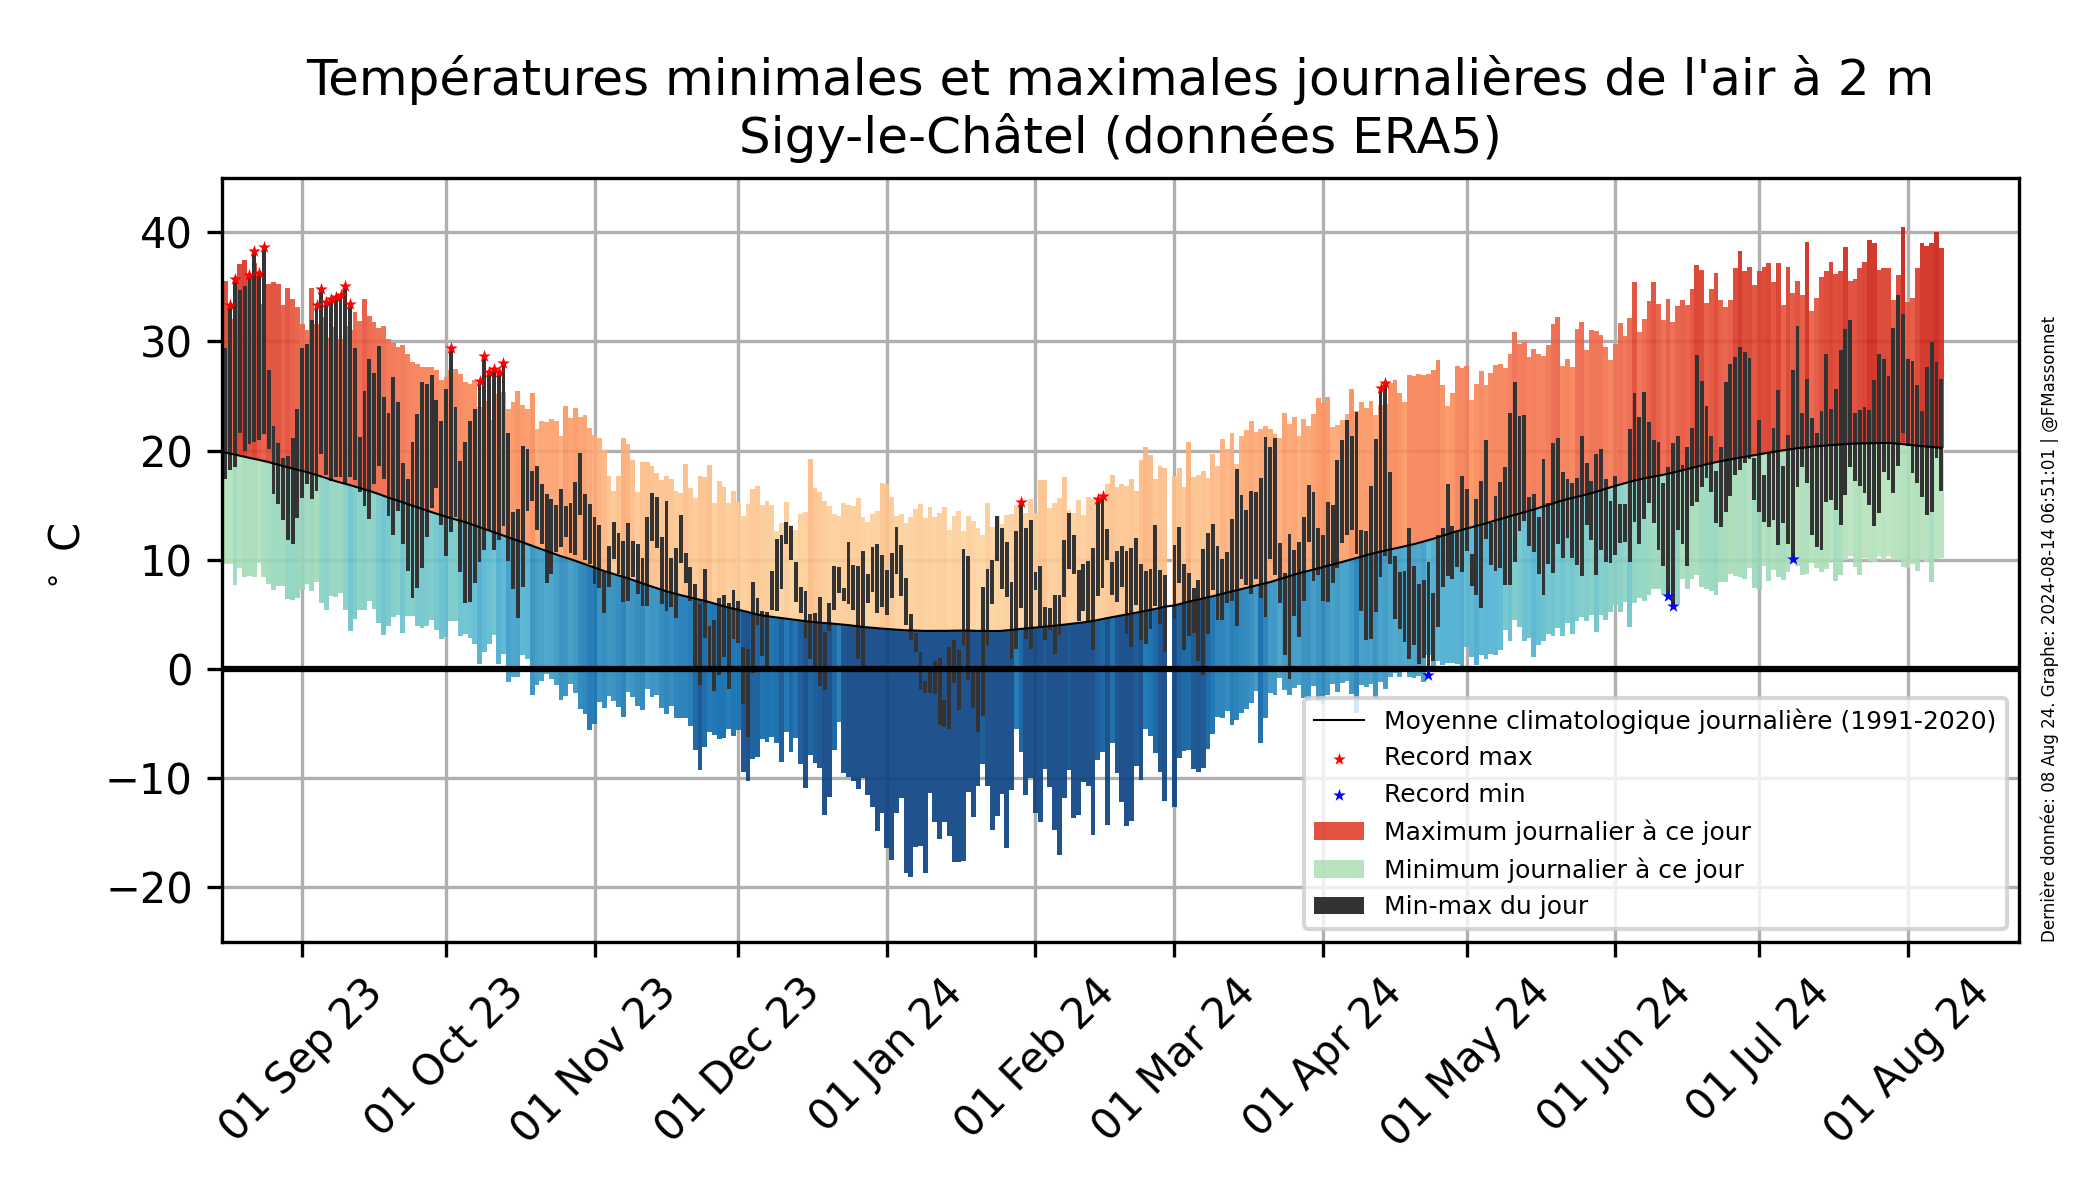 Températures minimales et maximales journalières de l'air à 2 m
Sigy-le-Châtel (données ERA5)
° C
40
30
20
10
0
−10
−20
Moyenne climatologique journalière (1991-2020)
Record max
Record min
Maximum journalier à ce jour
Minimum journalier à ce jour
Min-max du jour
01 Sep 23
01 Oct 23
01 Nov 23
01 Dec 23
01 Jan 24
01 Feb 24
01 Mar 24
01 Apr 24
01 May 24
01 Jun 24
01 Jul 24
01 Aug 24
Dernière donnée: 08 Aug 24. Graphe: 2024-08-14 06:51:01 | @FMassonnet